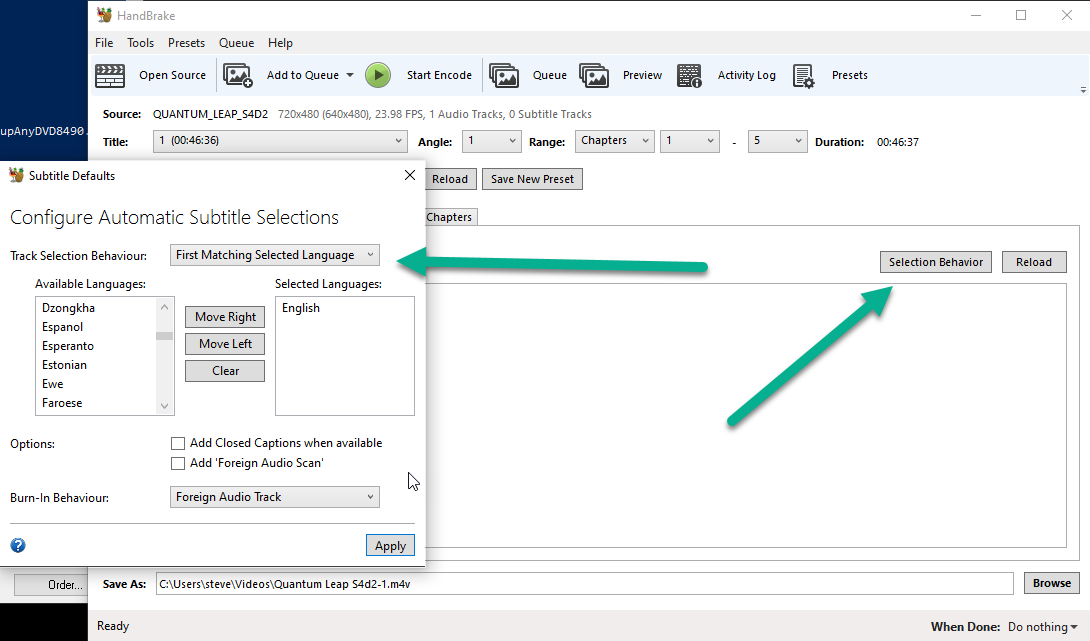 HandBrake
File Tools Presets Queue Help
Open Source Add to Queue Start Encode Queue Preview Activity Log Presets
Source: QUANTUM_LEAP_S4D2 720x480 (640x480), 23.98 FPS, 1 Audio Tracks, 0 Subtitle Tracks
upAnyDVD8490.
Title: 1 (00:46:36) Angle: 1 Range: Chapters 1 - 5 Duration: 00:46:37
Reload Save New Preset
Chapters
Selection Behavior Reload
Subtitle Defaults
Configure Automatic Subtitle Selections
Track Selection Behaviour: First Matching Selected Language
Available Languages: Selected Languages:
Dzongkha
Espanol
Esperanto
Estonian
Ewe
Faroese
Move Right
Move Left
Clear
English
Options: Add Closed Captions when available
Add 'Foreign Audio Scan'
Burn-In Behaviour: Foreign Audio Track
Apply
Order...
Save As: C:\Users\steve\Videos\Quantum Leap S4d2-1.m4v Browse
Ready When Done: Do nothing